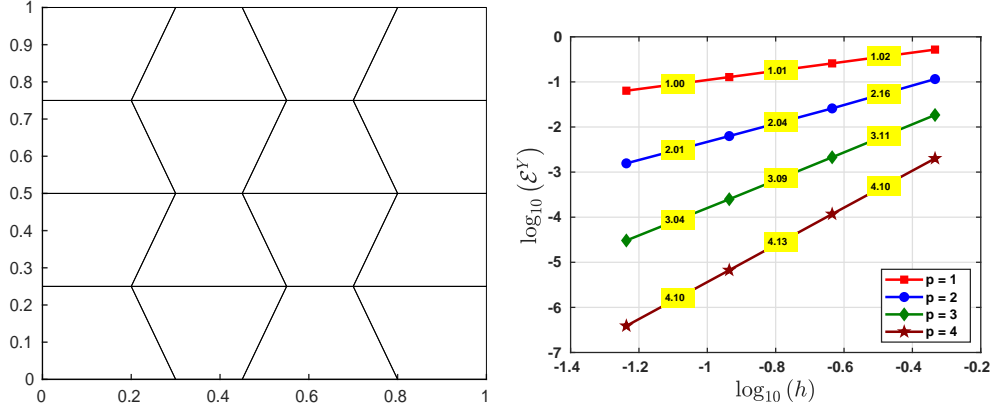 1
0.9
0.8
0.7
0.6
0.5
0.4
0.3
0.2
0.1
0
0 0.2 0.4 0.6 0.8 1
0
-1
-2
-3
-4
-5
-6
-7
log₁₀ (ℰ^Y)
1.00 1.01 1.02
2.01 2.04 2.16
3.04 3.09 3.11
4.10 4.13 4.10
p = 1
p = 2
p = 3
p = 4
-1.4 -1.2 -1 -0.8 -0.6 -0.4 -0.2
log₁₀ (h)